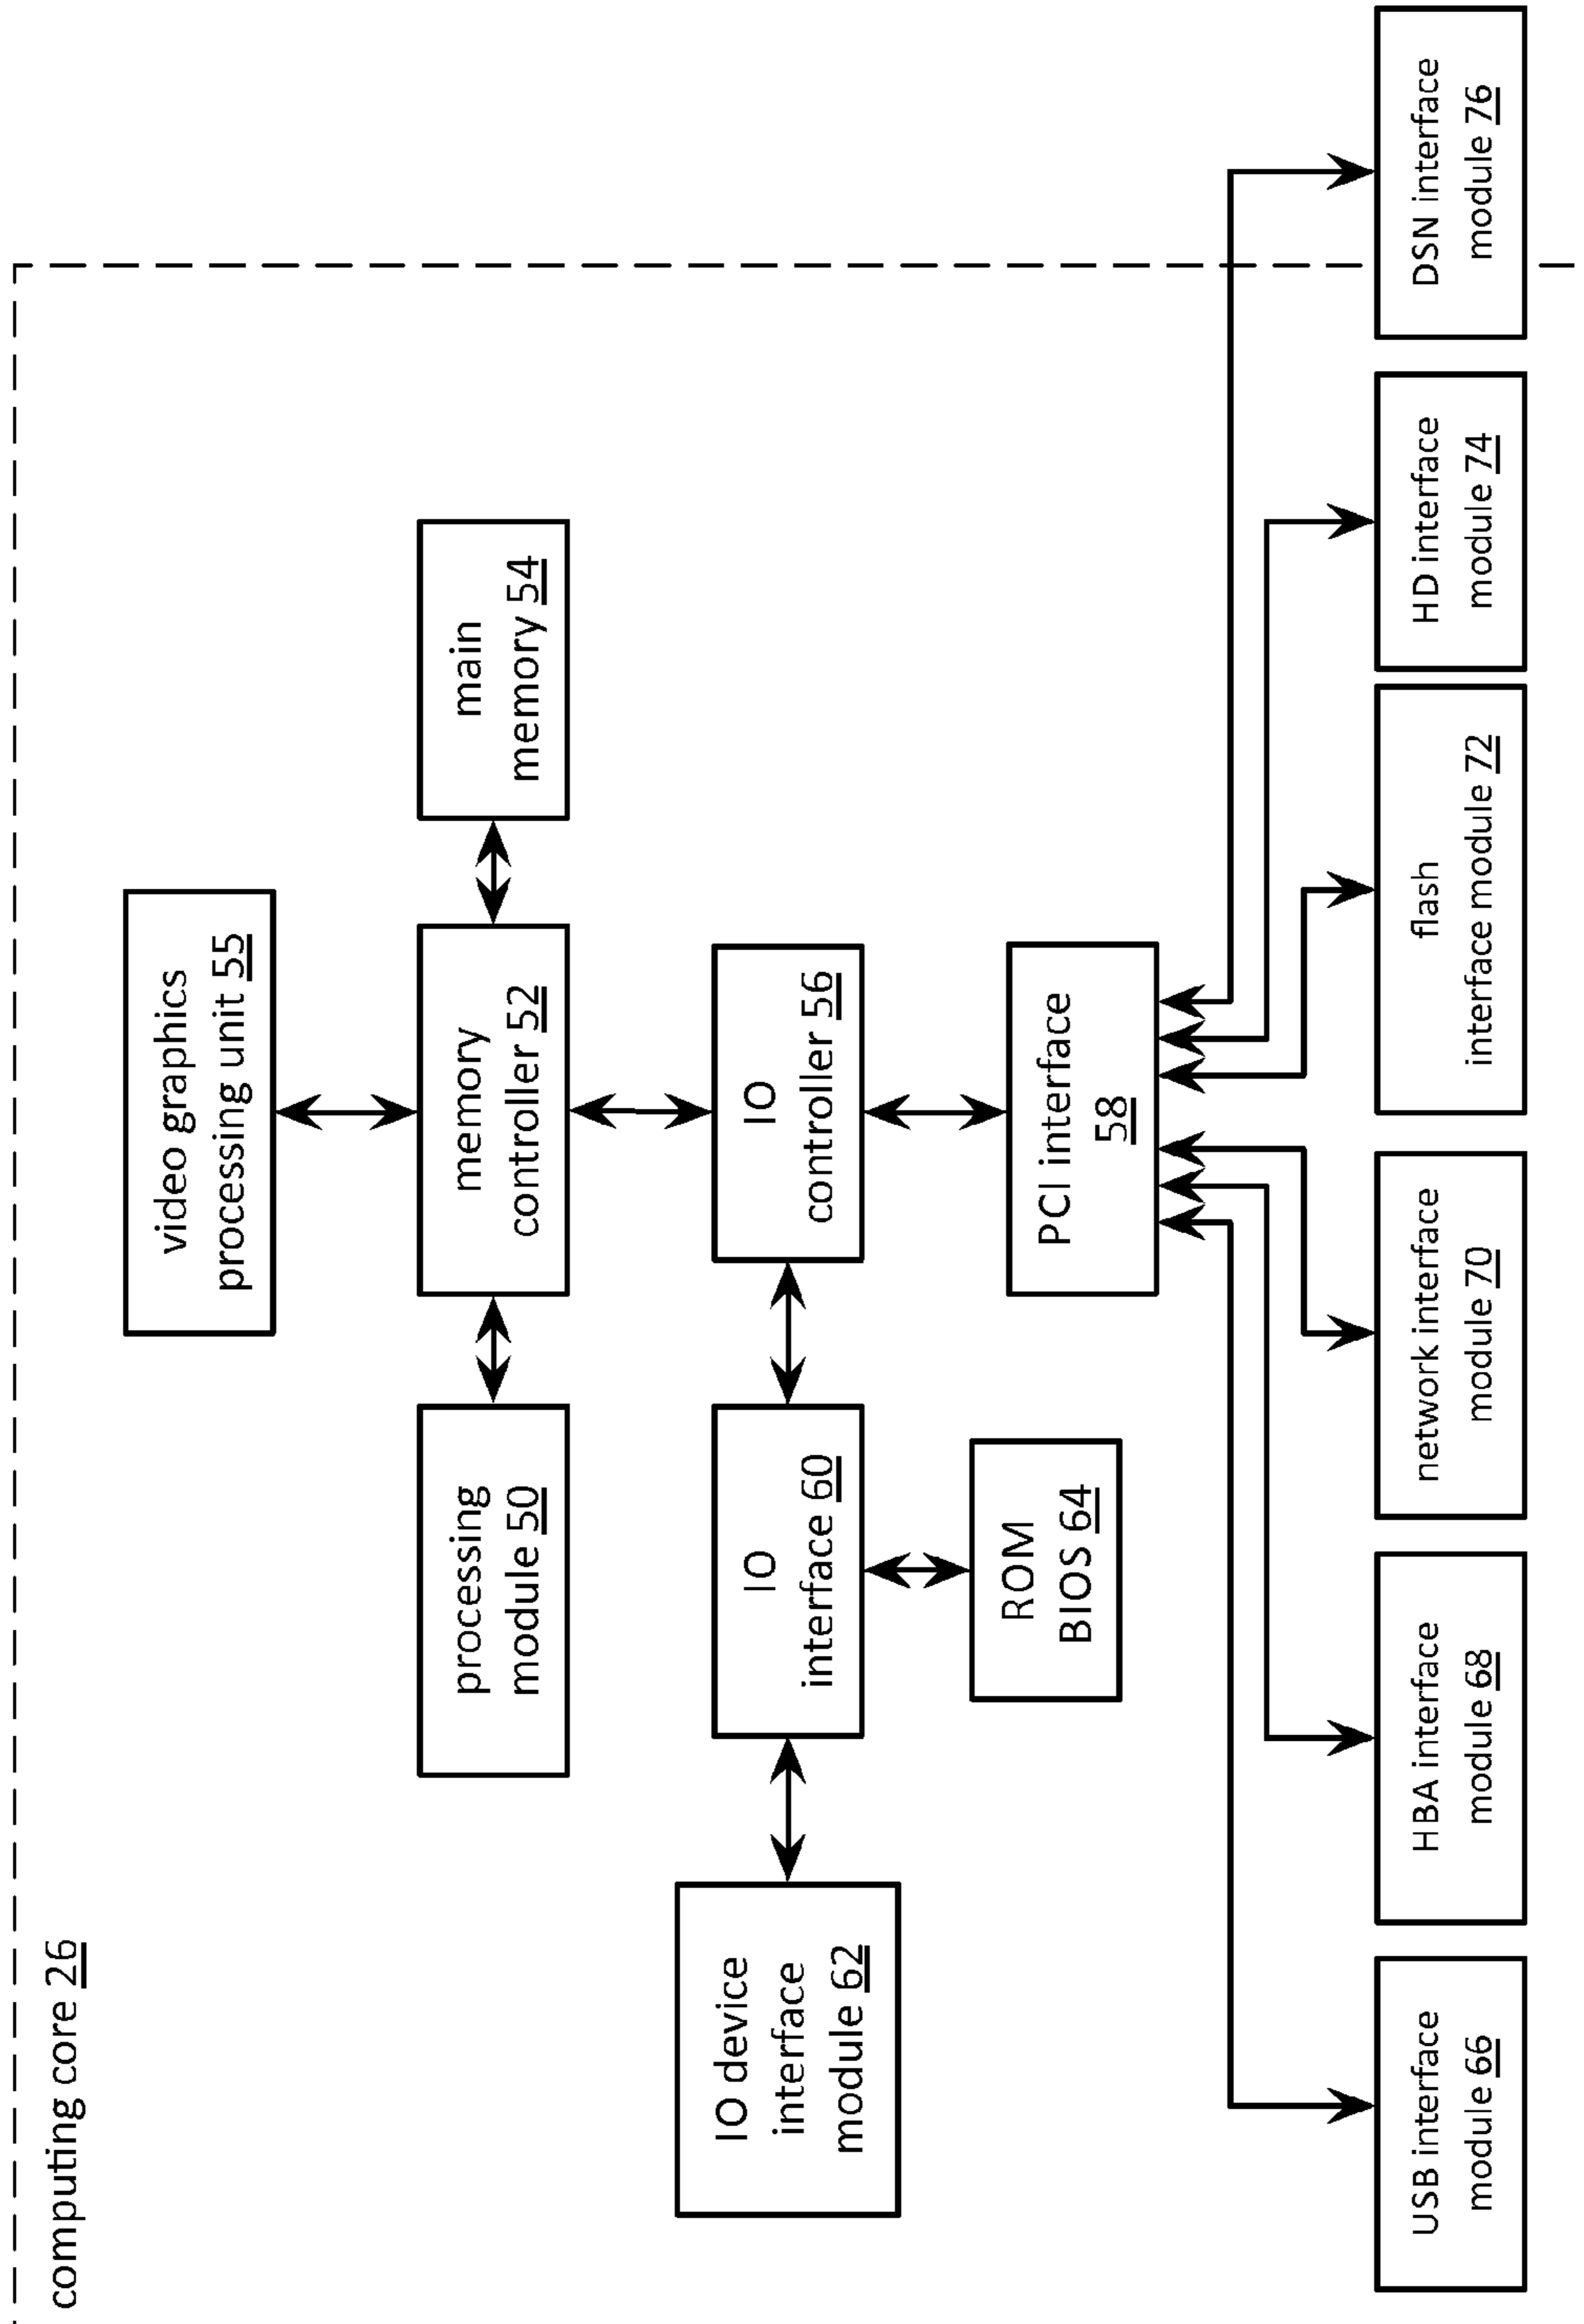 computing core 26
video graphics
processing unit 55
processing
module 50
memory
controller 52
main
memory 54
IO device
interface
module 62
IO
interface 60
IO
controller 56
ROM
BIOS 64
PCI interface
58
USB interface
module 66
HBA interface
module 68
network interface
module 70
flash
interface module 72
HD interface
module 74
DSN interface
module 76